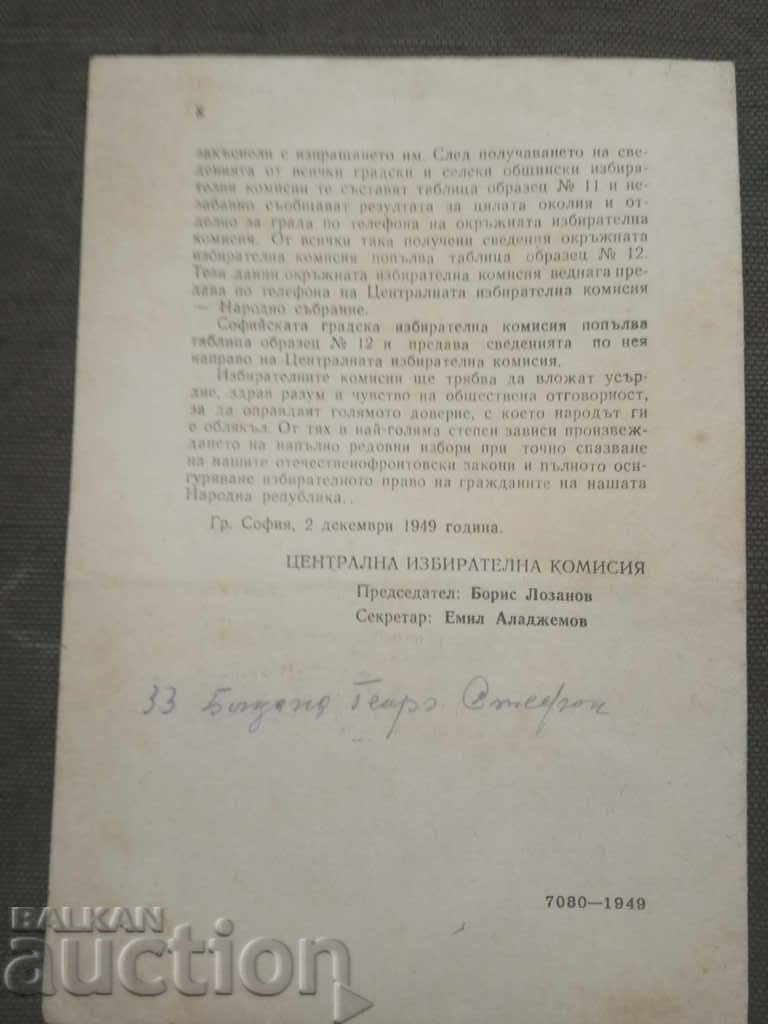 8
закъснели с изпращането им. След получаването на све-
денията от всички градски и селски общински избира-
телни комисии те съставят таблица образец № 11 и не-
забавно съобщават резултата за цялата околия и от-
делно за града по телефона на окръжната избирателна
комисия. От всички така получени сведения окръжната
избирателна комисия попълва таблица образец № 12.
Тези данни окръжната избирателна комисия веднага пре-
дава по телефона на Централната избирателна комисия
— Народно събрание.
Софийската градска избирателна комисия попълва
таблица образец № 12 и предава сведенията по нея
направо на Централната избирателна комисия.
Избирателните комисии ще трябва да вложат усър-
дие, здрав разум и чувство на обществена отговорност,
за да оправдаят голямото доверие, с което народът ги
е облякъл. От тях в най-голяма степен зависи произвеж-
дането на напълно редовни избори при точно спазване
на нашите отечественофронтовски закони и пълното оси-
гуряване избирателното право на гражданите на нашата
Народна република.
Гр. София, 2 декември 1949 година.
ЦЕНТРАЛНА ИЗБИРАТЕЛНА КОМИСИЯ
Председател: Борис Лозанов
Секретар: Емил Аладжемов
33 Георг.
7080—1949
BALKAN
auction